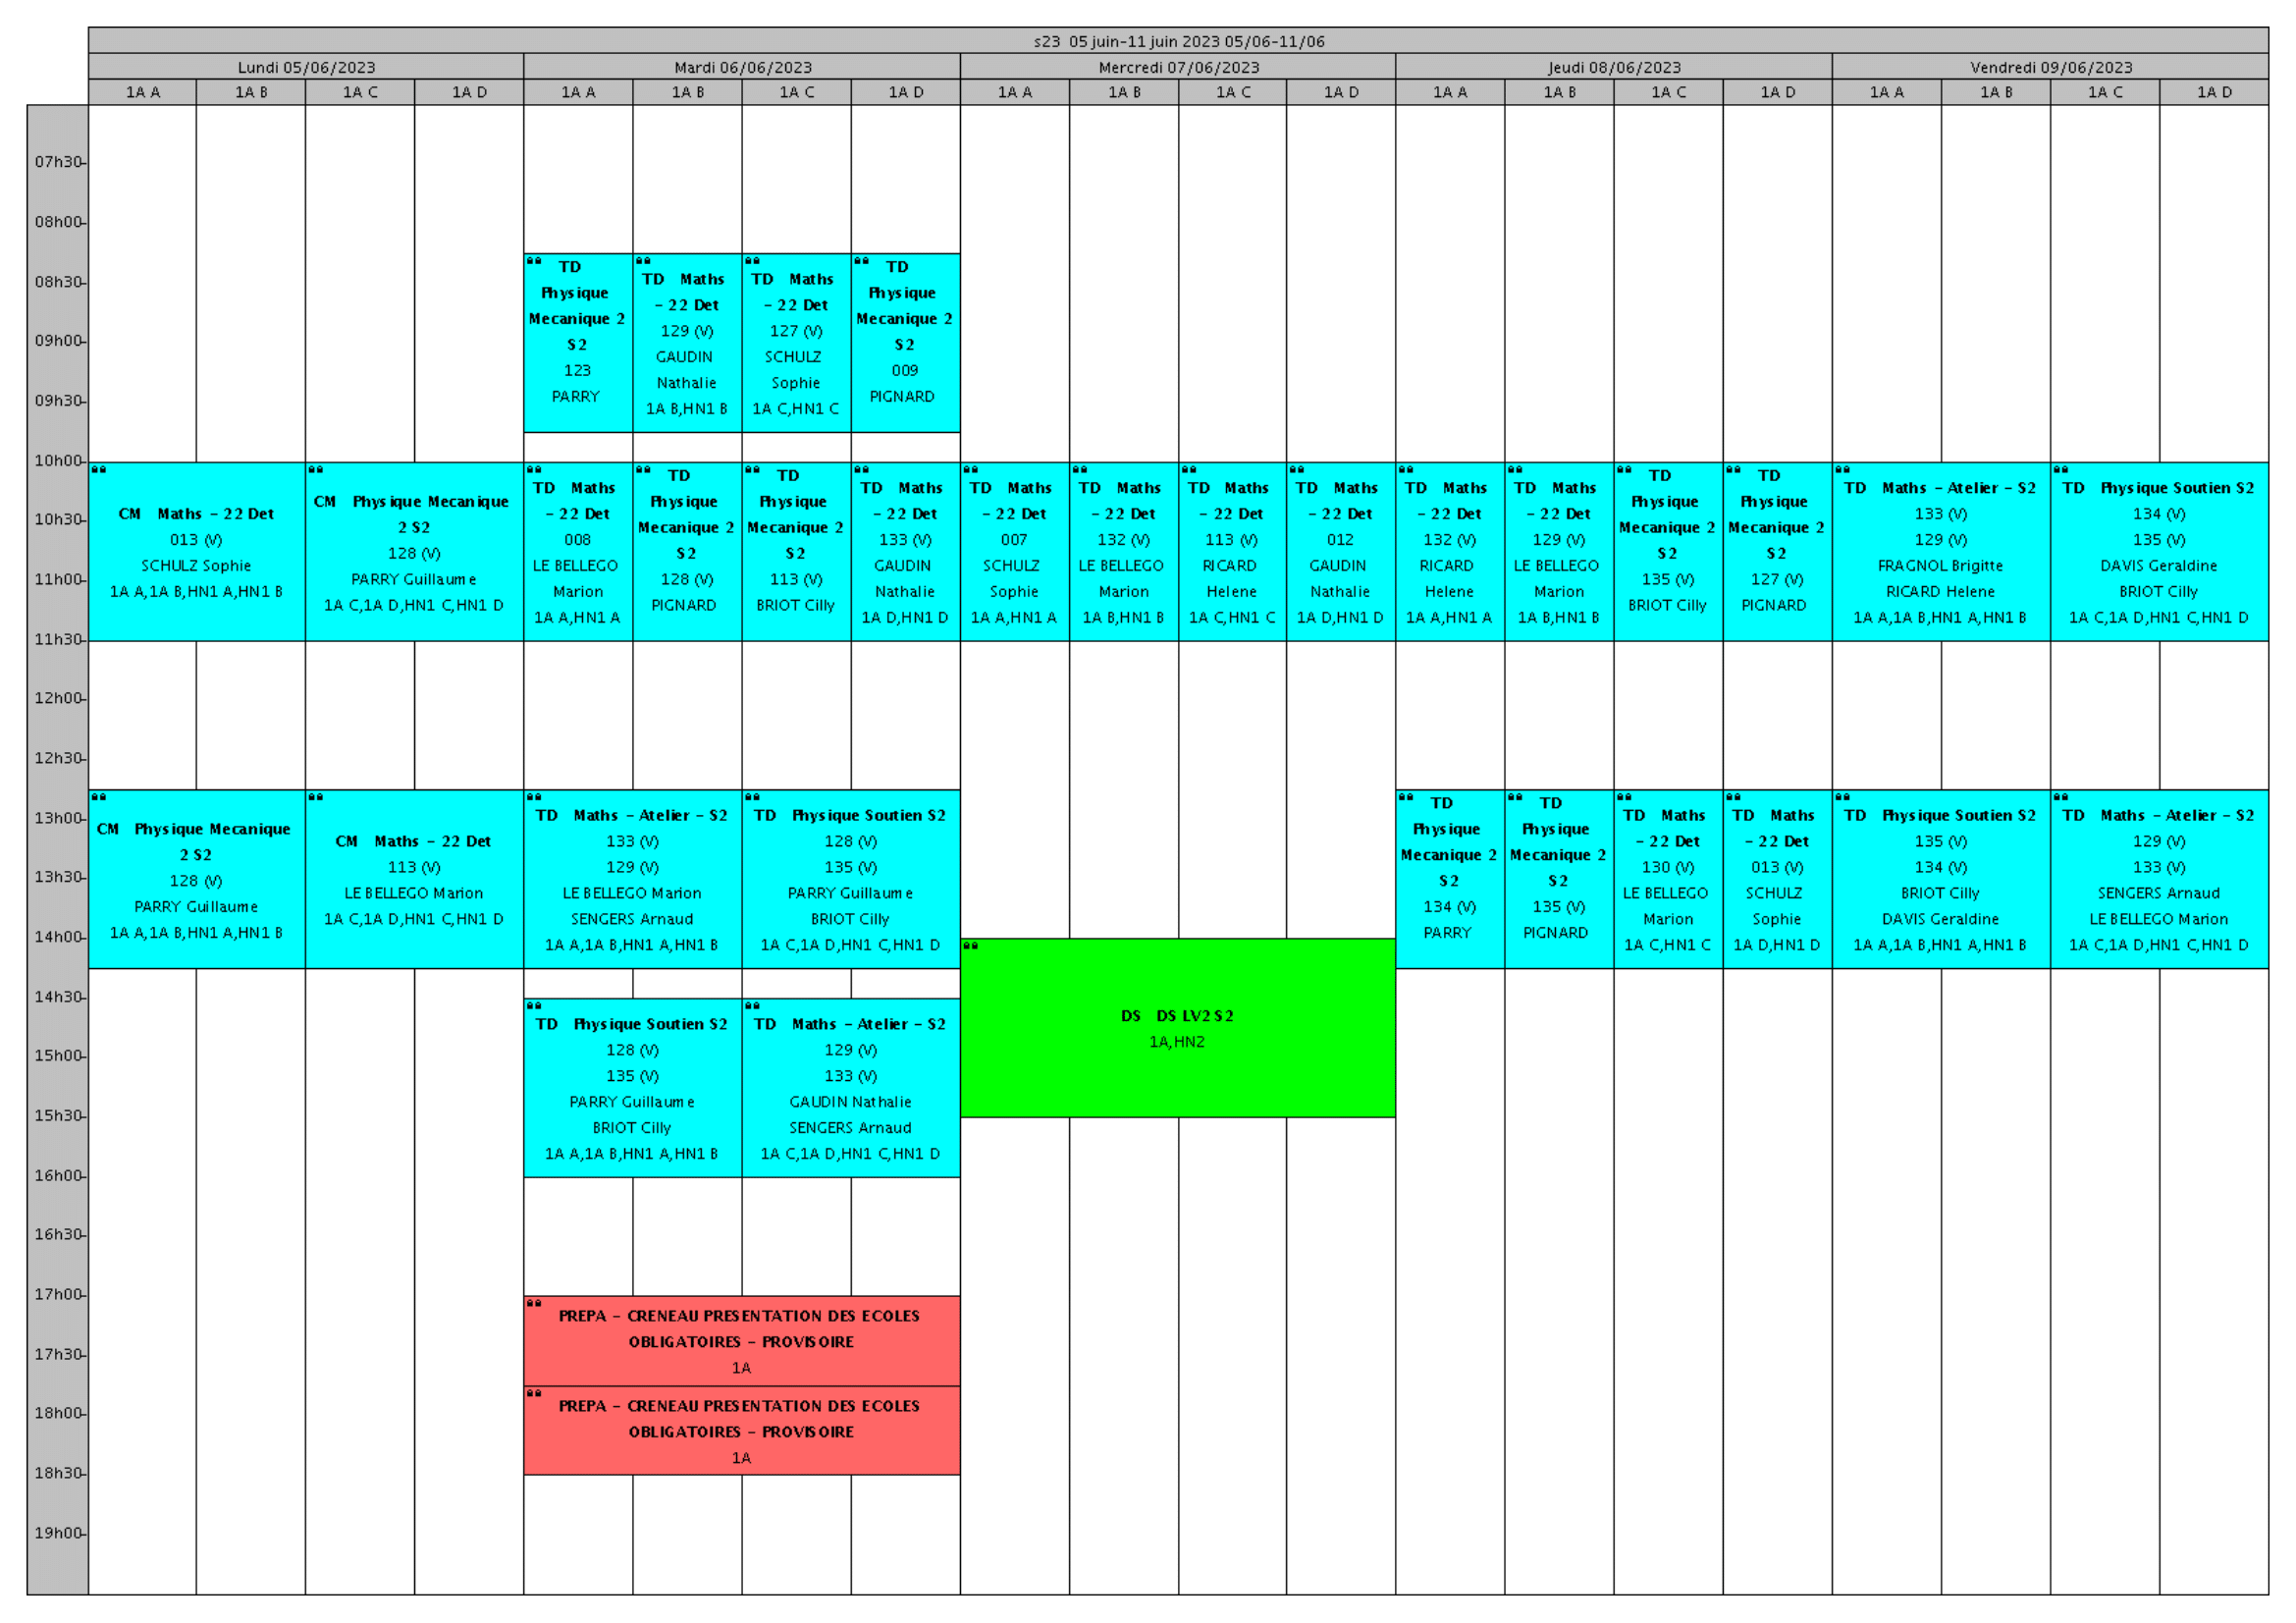 s23 05 juin-11 juin 2023 05/06-11/06
Lundi 05/06/2023
Mardi 06/06/2023
Mercredi 07/06/2023
Jeudi 08/06/2023
Vendredi 09/06/2023
1A A
1A B
1A C
1A D
1A A
1A B
1A C
1A D
1A A
1A B
1A C
1A D
1A A
1A B
1A C
1A D
1A A
1A B
1A C
1A D
07h30
08h00
08h30
09h00
09h30
10h00
10h30
11h00
11h30
12h00
12h30
13h00
13h30
14h00
14h30
15h00
15h30
16h00
16h30
17h00
17h30
18h00
18h30
19h00
CM Maths - 22 Det
013 (V)
SCHULZ Sophie
1A A,1A B,HN1 A,HN1 B
CM Physique Mecanique
2 S2
128 (V)
PARRY Guillaume
1A C,1A D,HN1 C,HN1 D
CM Physique Mecanique
2 S2
128 (V)
PARRY Guillaume
1A A,1A B,HN1 A,HN1 B
CM Maths - 22 Det
113 (V)
LE BELLEGO Marion
1A C,1A D,HN1 C,HN1 D
TD
Physique
Mecanique 2
S2
123
PARRY
TD Maths
- 22 Det
129 (V)
GAUDIN
Nathalie
1A B,HN1 B
TD Maths
- 22 Det
127 (V)
SCHULZ
Sophie
1A C,HN1 C
TD
Physique
Mecanique 2
S2
009
PIGNARD
TD Maths
- 22 Det
008
LE BELLEGO
Marion
1A A,HN1 A
TD
Physique
Mecanique 2
S2
128 (V)
PIGNARD
TD
Physique
Mecanique 2
S2
113 (V)
BRIOT Cilly
TD Maths
- 22 Det
133 (V)
GAUDIN
Nathalie
1A D,HN1 D
TD Maths - Atelier - S2
133 (V)
129 (V)
LE BELLEGO Marion
SENGERS Arnaud
1A A,1A B,HN1 A,HN1 B
TD Physique Soutien S2
128 (V)
135 (V)
PARRY Guillaume
BRIOT Cilly
1A C,1A D,HN1 C,HN1 D
TD Physique Soutien S2
128 (V)
135 (V)
PARRY Guillaume
BRIOT Cilly
1A A,1A B,HN1 A,HN1 B
TD Maths - Atelier - S2
129 (V)
133 (V)
GAUDIN Nathalie
SENGERS Arnaud
1A C,1A D,HN1 C,HN1 D
PREPA - CRENEAU PRESENTATION DES ECOLES
OBLIGATOIRES - PROVISOIRE
1A
PREPA - CRENEAU PRESENTATION DES ECOLES
OBLIGATOIRES - PROVISOIRE
1A
TD Maths
- 22 Det
007
SCHULZ
Sophie
1A A,HN1 A
TD Maths
- 22 Det
132 (V)
LE BELLEGO
Marion
1A B,HN1 B
TD Maths
- 22 Det
113 (V)
RICARD
Helene
1A C,HN1 C
TD Maths
- 22 Det
012
GAUDIN
Nathalie
1A D,HN1 D
DS DS LV2 S2
1A,HN2
TD Maths
- 22 Det
132 (V)
RICARD
Helene
1A A,HN1 A
TD Maths
- 22 Det
129 (V)
LE BELLEGO
Marion
1A B,HN1 B
TD
Physique
Mecanique 2
S2
135 (V)
BRIOT Cilly
TD
Physique
Mecanique 2
S2
127 (V)
PIGNARD
TD
Physique
Mecanique 2
S2
134 (V)
PARRY
TD
Physique
Mecanique 2
S2
135 (V)
PIGNARD
TD Maths
- 22 Det
130 (V)
LE BELLEGO
Marion
1A C,HN1 C
TD Maths
- 22 Det
013 (V)
SCHULZ
Sophie
1A D,HN1 D
TD Maths - Atelier - S2
133 (V)
129 (V)
FRAGNOL Brigitte
RICARD Helene
1A A,1A B,HN1 A,HN1 B
TD Physique Soutien S2
134 (V)
135 (V)
DAVIS Geraldine
BRIOT Cilly
1A C,1A D,HN1 C,HN1 D
TD Physique Soutien S2
135 (V)
134 (V)
BRIOT Cilly
DAVIS Geraldine
1A A,1A B,HN1 A,HN1 B
TD Maths - Atelier - S2
129 (V)
133 (V)
SENGERS Arnaud
LE BELLEGO Marion
1A C,1A D,HN1 C,HN1 D